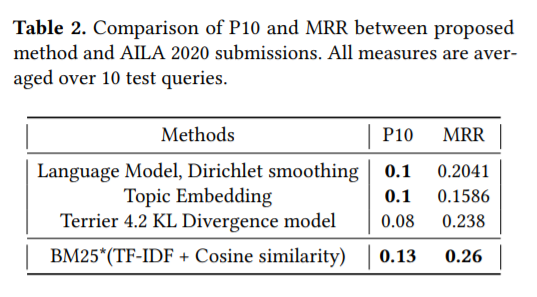 Table 2. Comparison of P10 and MRR between proposed
method and AILA 2020 submissions. All measures are aver-
aged over 10 test queries.
Methods P10 MRR
Language Model, Dirichlet smoothing 0.1 0.2041
Topic Embedding 0.1 0.1586
Terrier 4.2 KL Divergence model 0.08 0.238
BM25*(TF-IDF + Cosine similarity) 0.13 0.26